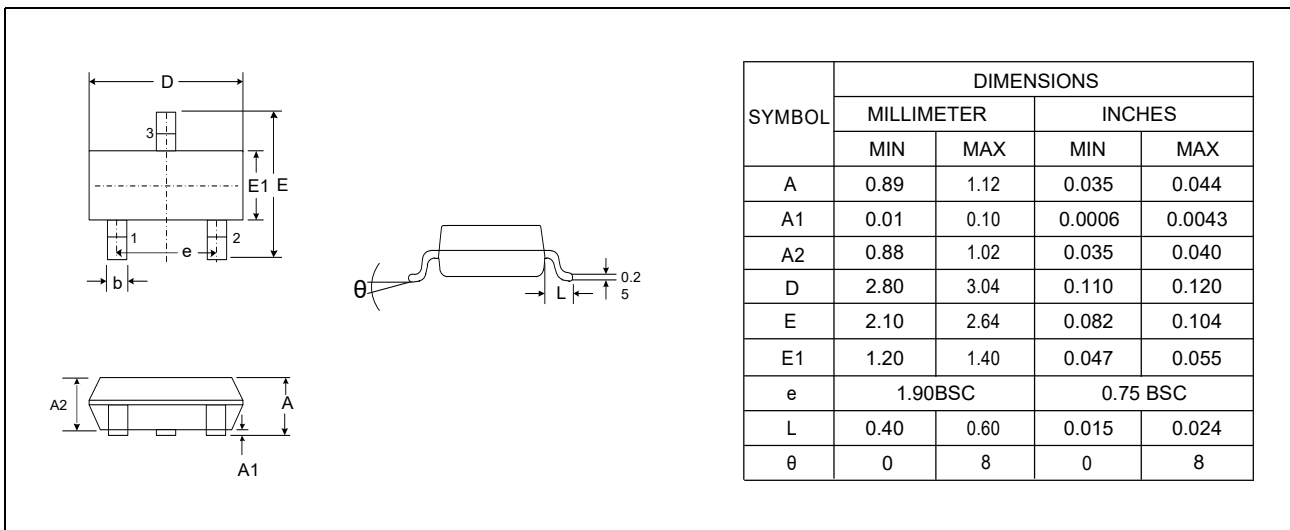 D
3
E1
E
1
2
e
b
θ
L
0.2
5
A2
A
A1
DIMENSIONS
SYMBOL MILLIMETER INCHES
MIN MAX MIN MAX
A 0.89 1.12 0.035 0.044
A1 0.01 0.10 0.0006 0.0043
A2 0.88 1.02 0.035 0.040
D 2.80 3.04 0.110 0.120
E 2.10 2.64 0.082 0.104
E1 1.20 1.40 0.047 0.055
e 1.90BSC 0.75 BSC
L 0.40 0.60 0.015 0.024
θ 0 8 0 8